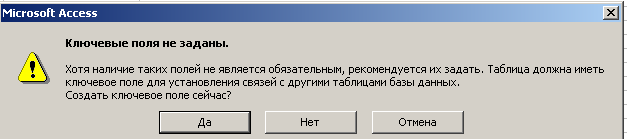 Microsoft Access
Ключевые поля не заданы.
Хотя наличие таких полей не является обязательным, рекомендуется их задать. Таблица должна иметь
ключевое поле для установления связей с другими таблицами базы данных.
Создать ключевое поле сейчас?
Да Нет Отмена